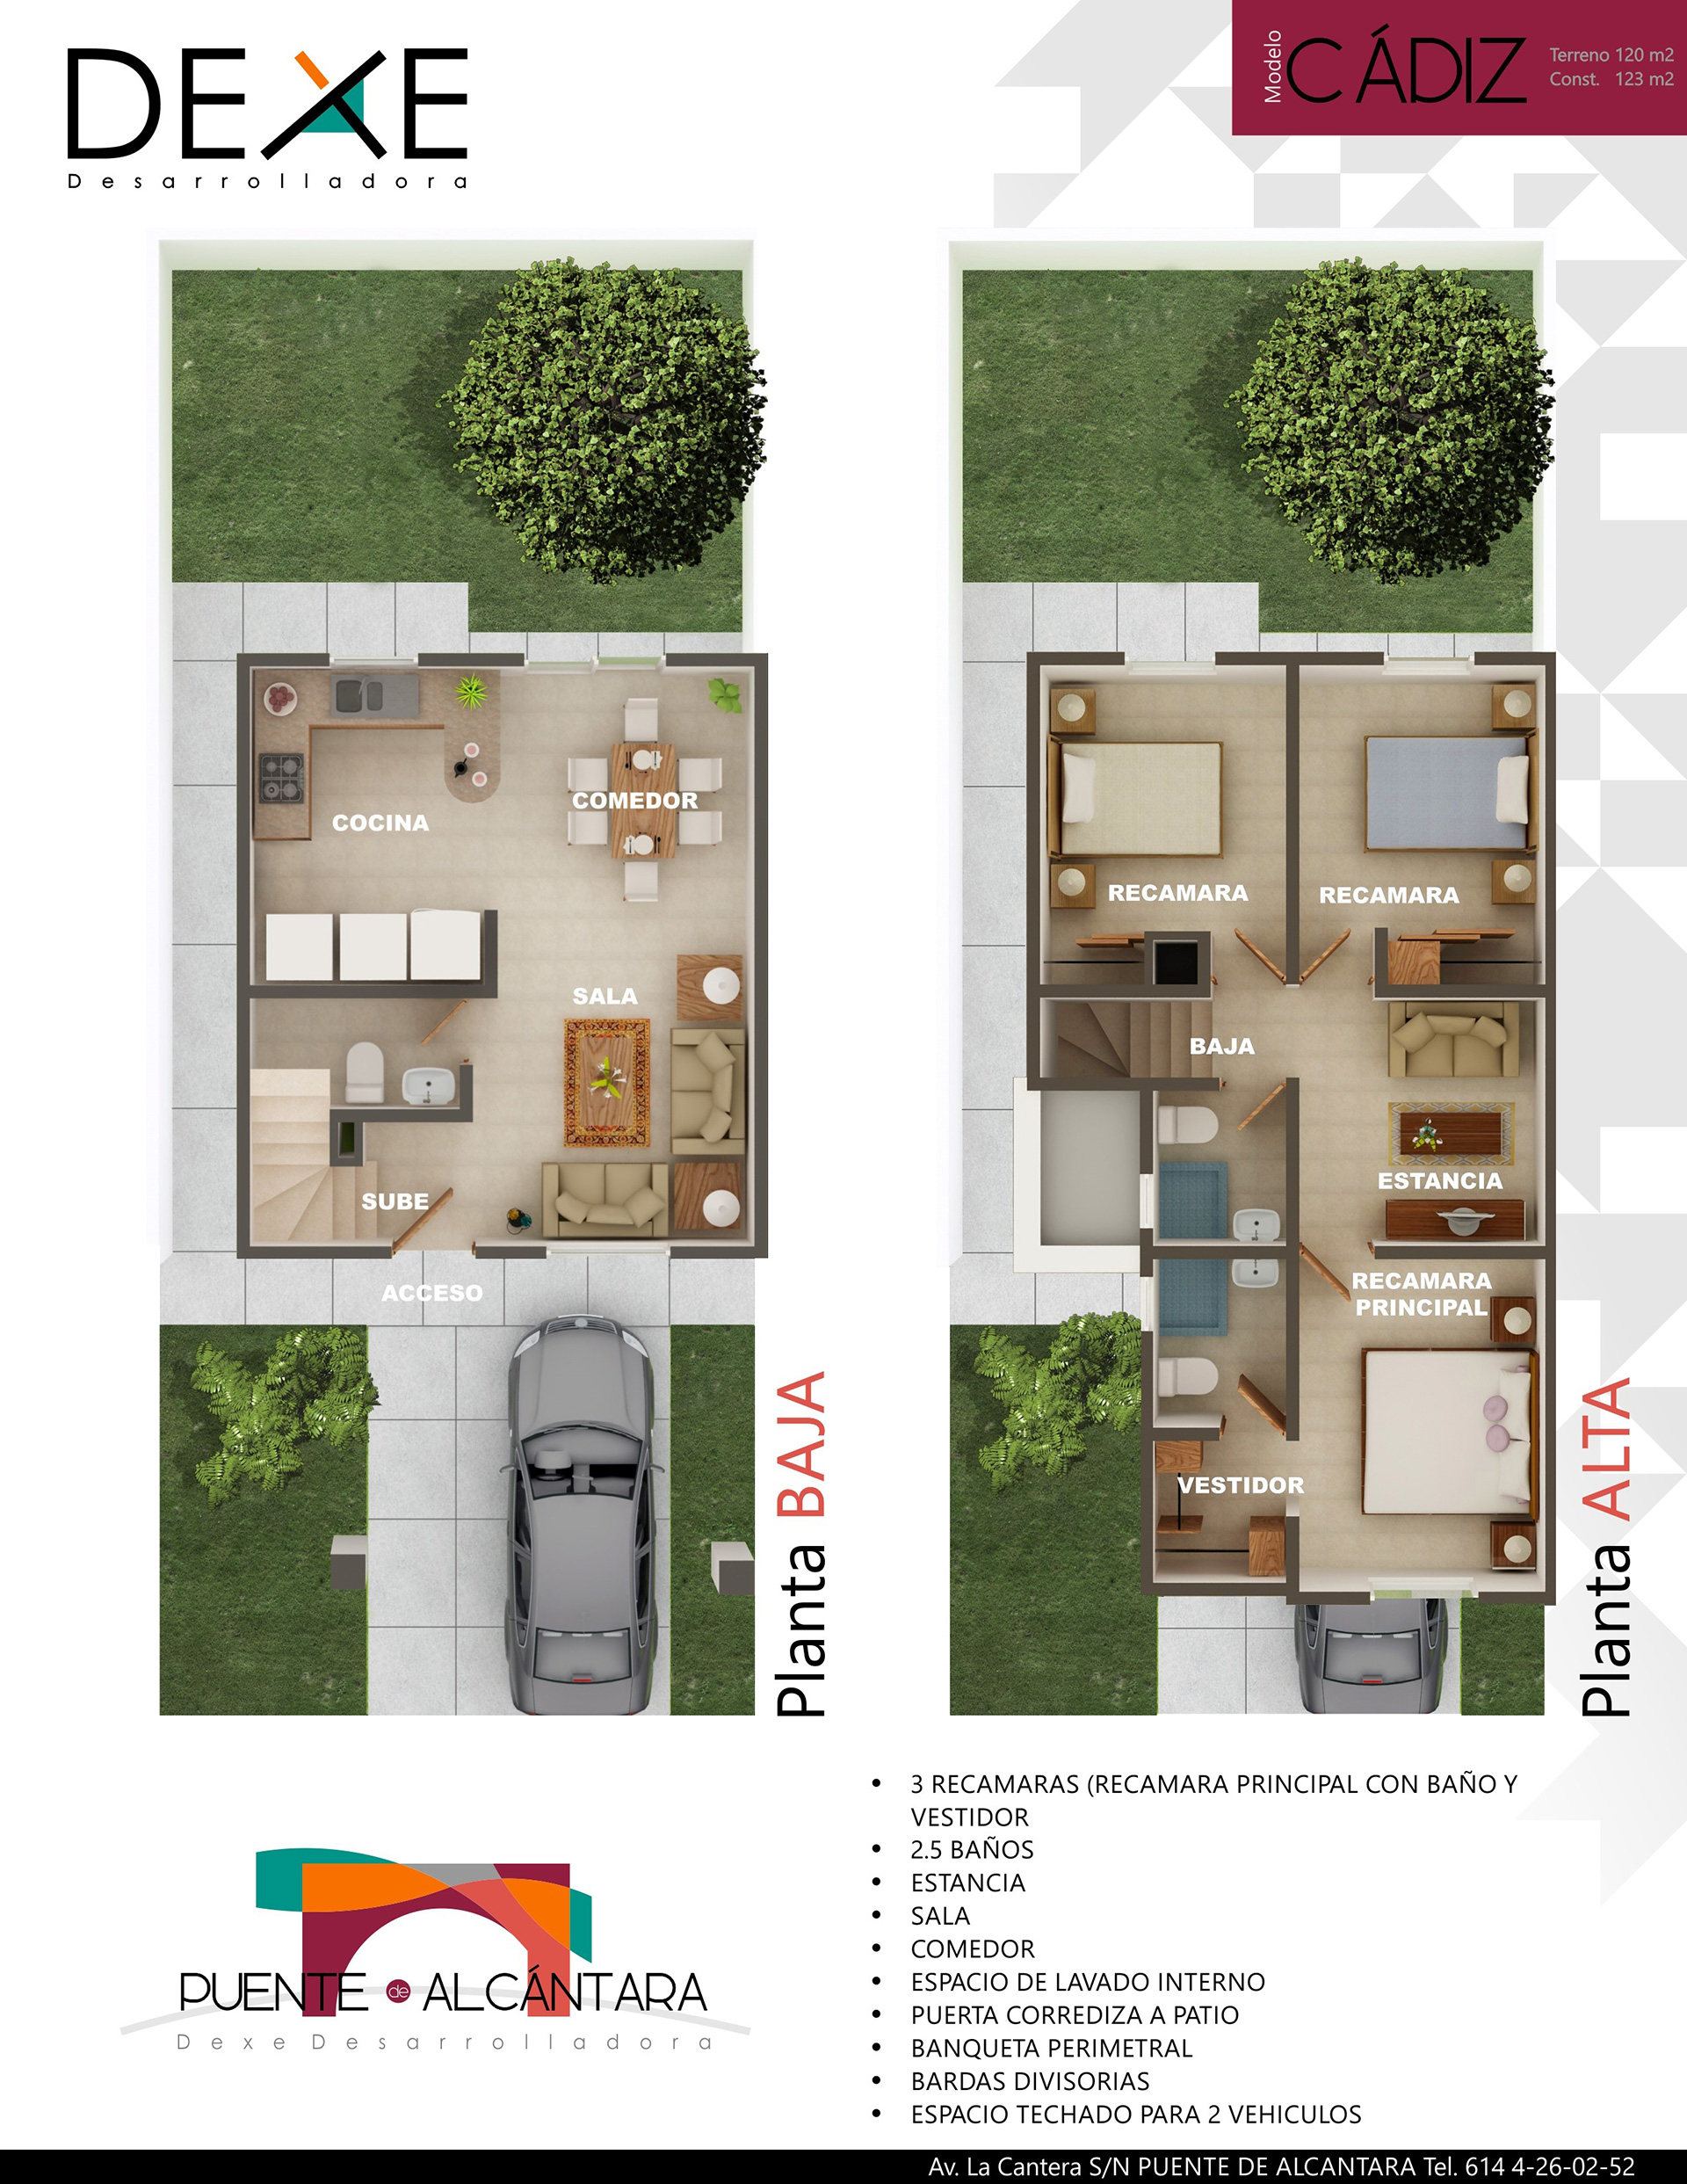 DEXE
Desarrolladora
Modelo
CÁDIZ
Terreno 120 m2
Const. 123 m2
COCINA
COMEDOR
SALA
SUBE
ACCESO
Planta BAJA
RECAMARA
RECAMARA
BAJA
ESTANCIA
RECAMARA
PRINCIPAL
VESTIDOR
Planta ALTA
• 3 RECAMARAS (RECAMARA PRINCIPAL CON BAÑO Y
VESTIDOR
• 2.5 BAÑOS
• ESTANCIA
• SALA
• COMEDOR
• ESPACIO DE LAVADO INTERNO
• PUERTA CORREDIZA A PATIO
• BANQUETA PERIMETRAL
• BARDAS DIVISORIAS
• ESPACIO TECHADO PARA 2 VEHICULOS
PUENTE de ALCÁNTARA
Dexe Desarrolladora
Av. La Cantera S/N PUENTE DE ALCANTARA Tel. 614 4-26-02-52